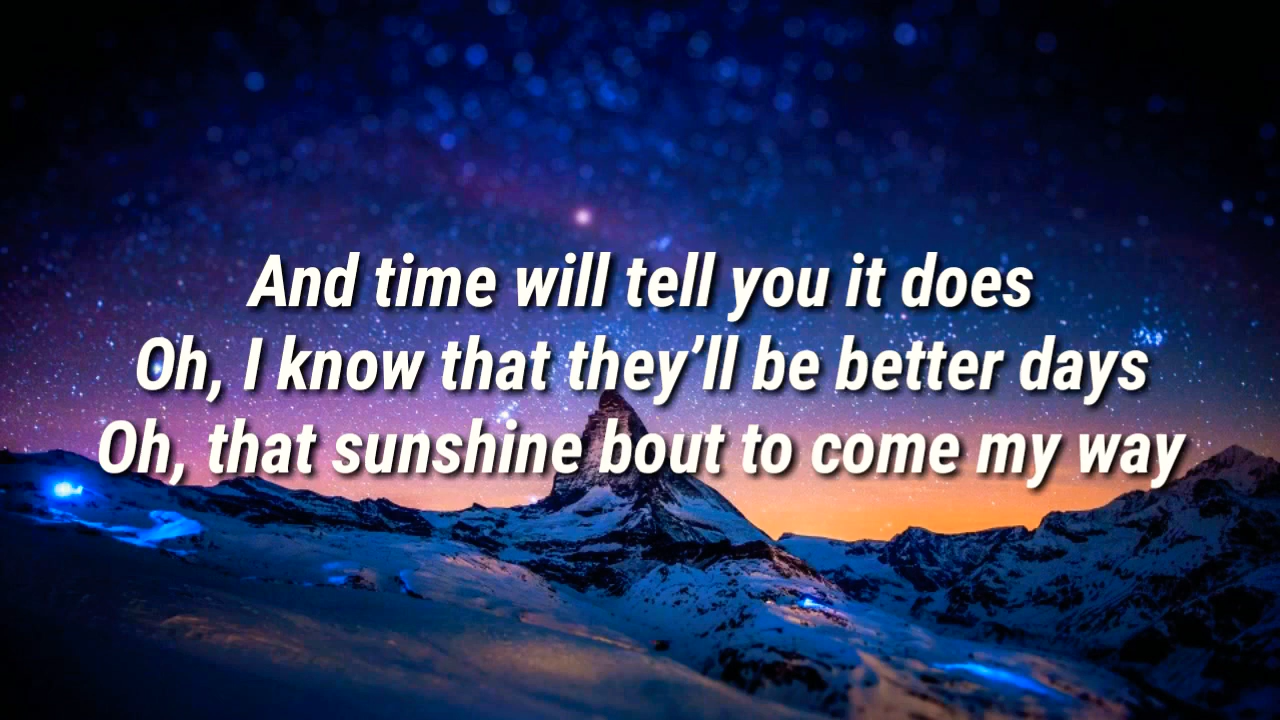 And time will tell you it does
Oh, I know that they’ll be better days
Oh, that sunshine bout to come my way